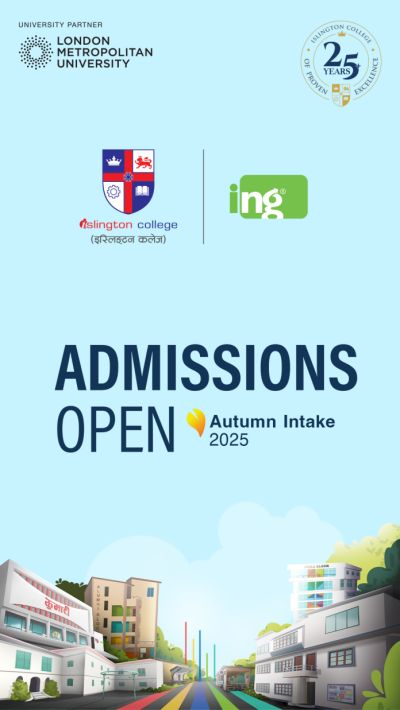 UNIVERSITY PARTNER
LONDON
METROPOLITAN
UNIVERSITY
ISLINGTON COLLEGE
25+
YEARS
OF PROVEN EXCELLENCE
islington college
(इस्लिङ्टन कलेज)
ing®
ADMISSIONS
OPEN
Autumn Intake
2025
कुमारी